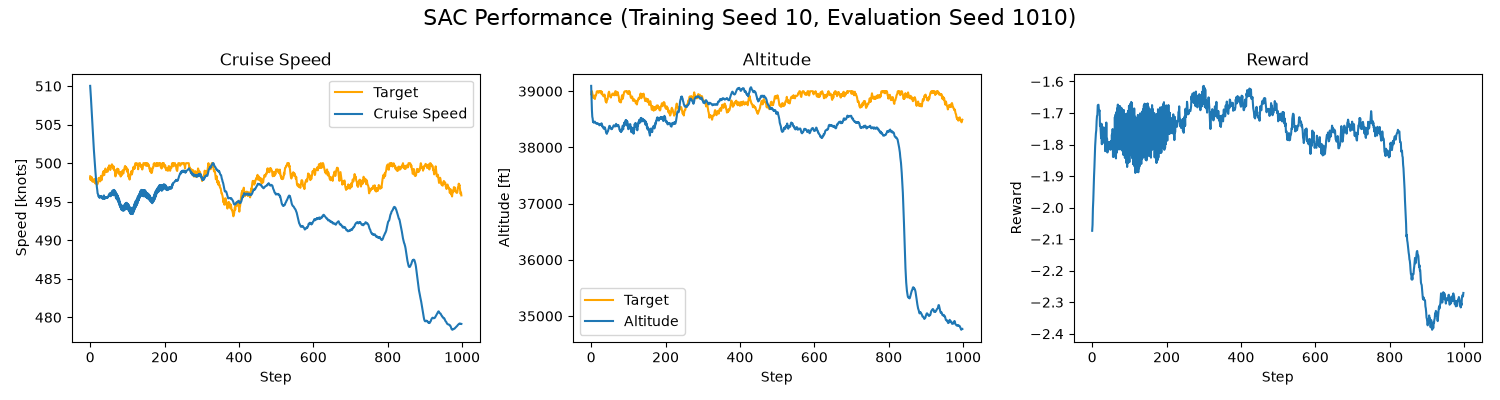 SAC Performance (Training Seed 10, Evaluation Seed 1010)
Cruise Speed
510
505
500
495
490
485
480
Speed [knots]
0 200 400 600 800 1000
Step
Target
Cruise Speed
Altitude
39000
38000
37000
36000
35000
Altitude [ft]
0 200 400 600 800 1000
Step
Target
Altitude
Reward
−1.6
−1.7
−1.8
−1.9
−2.0
−2.1
−2.2
−2.3
−2.4
Reward
0 200 400 600 800 1000
Step